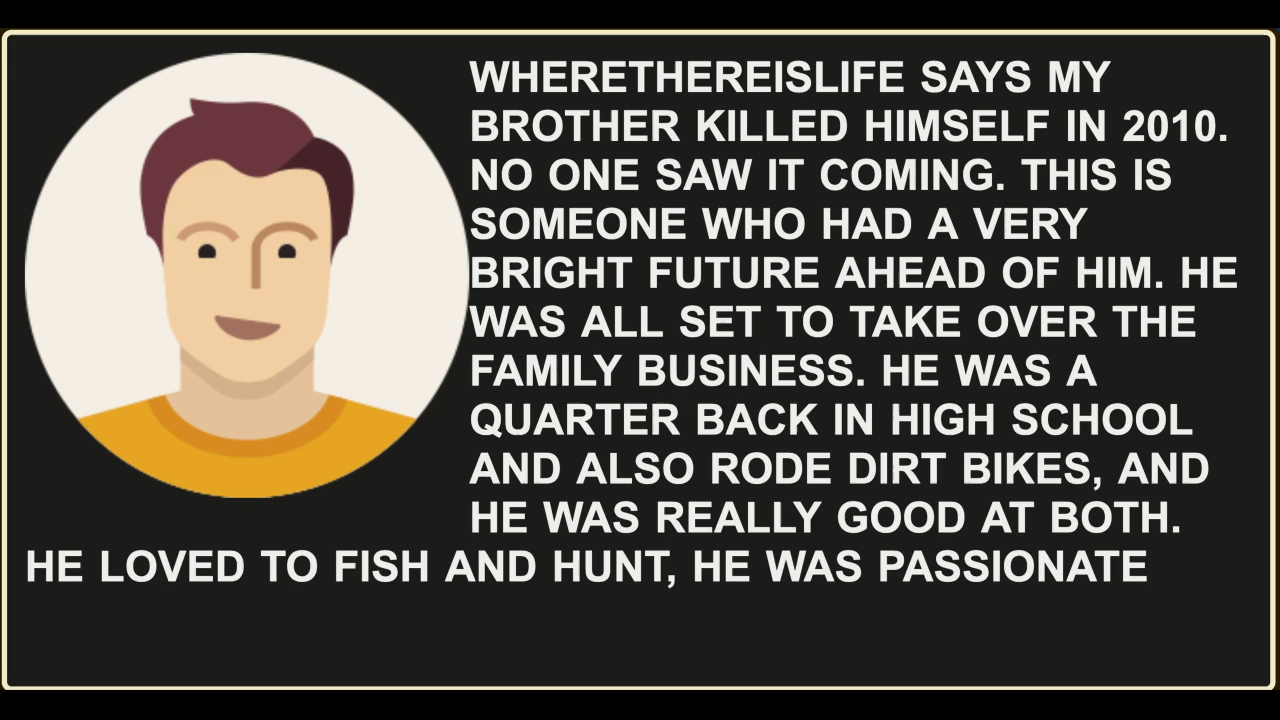 WHERETHEREISLIFE SAYS MY
BROTHER KILLED HIMSELF IN 2010.
NO ONE SAW IT COMING. THIS IS
SOMEONE WHO HAD A VERY
BRIGHT FUTURE AHEAD OF HIM. HE
WAS ALL SET TO TAKE OVER THE
FAMILY BUSINESS. HE WAS A
QUARTER BACK IN HIGH SCHOOL
AND ALSO RODE DIRT BIKES, AND
HE WAS REALLY GOOD AT BOTH.
HE LOVED TO FISH AND HUNT, HE WAS PASSIONATE